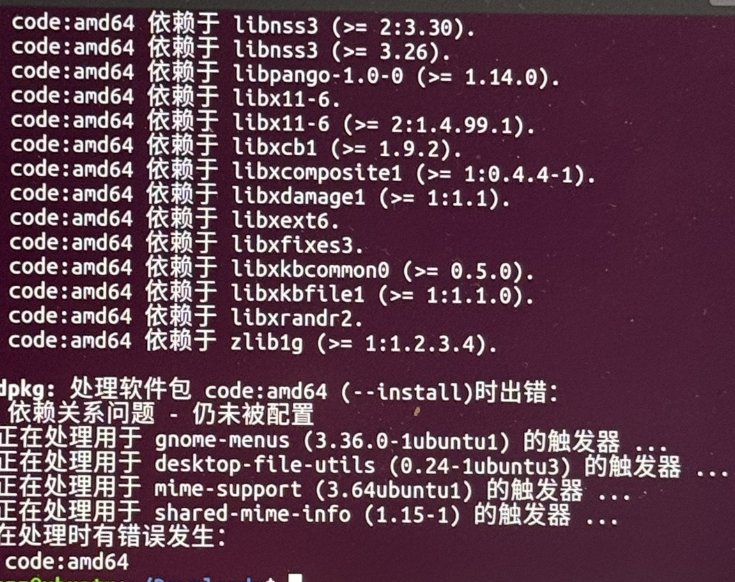 code:amd64 依赖于 libnss3 (>= 2:3.30).
code:amd64 依赖于 libnss3 (>= 3.26).
code:amd64 依赖于 libpango-1.0-0 (>= 1.14.0).
code:amd64 依赖于 libx11-6.
code:amd64 依赖于 libx11-6 (>= 2:1.4.99.1).
code:amd64 依赖于 libxcb1 (>= 1.9.2).
code:amd64 依赖于 libxcomposite1 (>= 1:0.4.4-1).
code:amd64 依赖于 libxdamage1 (>= 1:1.1).
code:amd64 依赖于 libxext6.
code:amd64 依赖于 libxfixes3.
code:amd64 依赖于 libxkbcommon0 (>= 0.5.0).
code:amd64 依赖于 libxkbfile1 (>= 1:1.1.0).
code:amd64 依赖于 libxrandr2.
code:amd64 依赖于 zlib1g (>= 1:1.2.3.4).
dpkg: 处理软件包 code:amd64 (--install)时出错:
依赖关系问题 - 仍未被配置
正在处理用于 gnome-menus (3.36.0-1ubuntu1) 的触发器 ...
正在处理用于 desktop-file-utils (0.24-1ubuntu3) 的触发器 ...
正在处理用于 mime-support (3.64ubuntu1) 的触发器 ...
正在处理用于 shared-mime-info (1.15-1) 的触发器 ...
在处理时有错误发生:
code:amd64